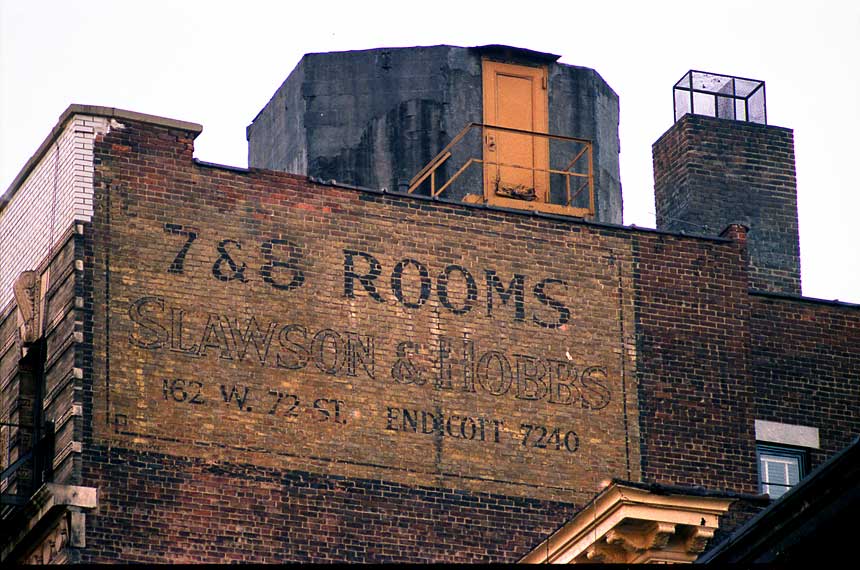 7&8 ROOMS
SLAWSON & HOBBS
162 W. 72 ST. ENDICOTT 7240